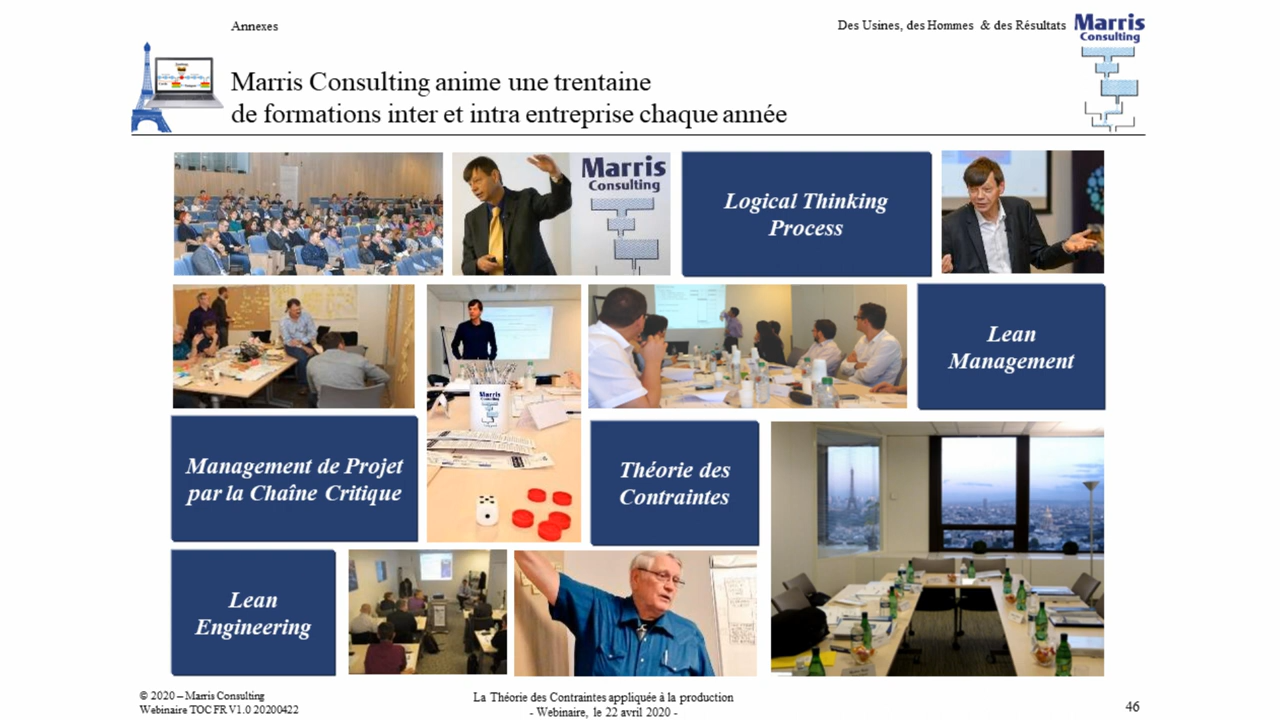 Annexes
Des Usines, des Hommes & des Résultats
Marris
Consulting
Marris Consulting anime une trentaine
de formations inter et intra entreprise chaque année
Marris
Consulting
Logical Thinking
Process
Lean
Management
Marris
Consulting
Management de Projet
par la Chaîne Critique
Théorie des
Contraintes
Lean
Engineering
© 2020 – Marris Consulting
Webinaire TOC FR V1.0 20200422
La Théorie des Contraintes appliquée à la production
- Webinaire, le 22 avril 2020 -
46